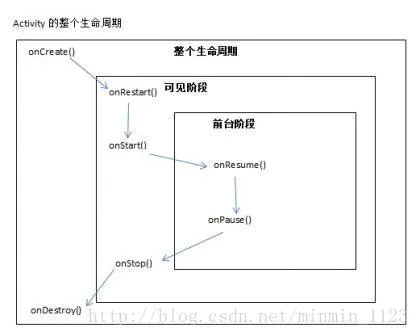 Activity 的整个生命周期
onCreate()
整个生命周期
可见阶段
onRestart()
前台阶段
onStart()
onResume()
onPause()
onStop()
onDestroy()
http://blog.csdn.net/minmin_1123